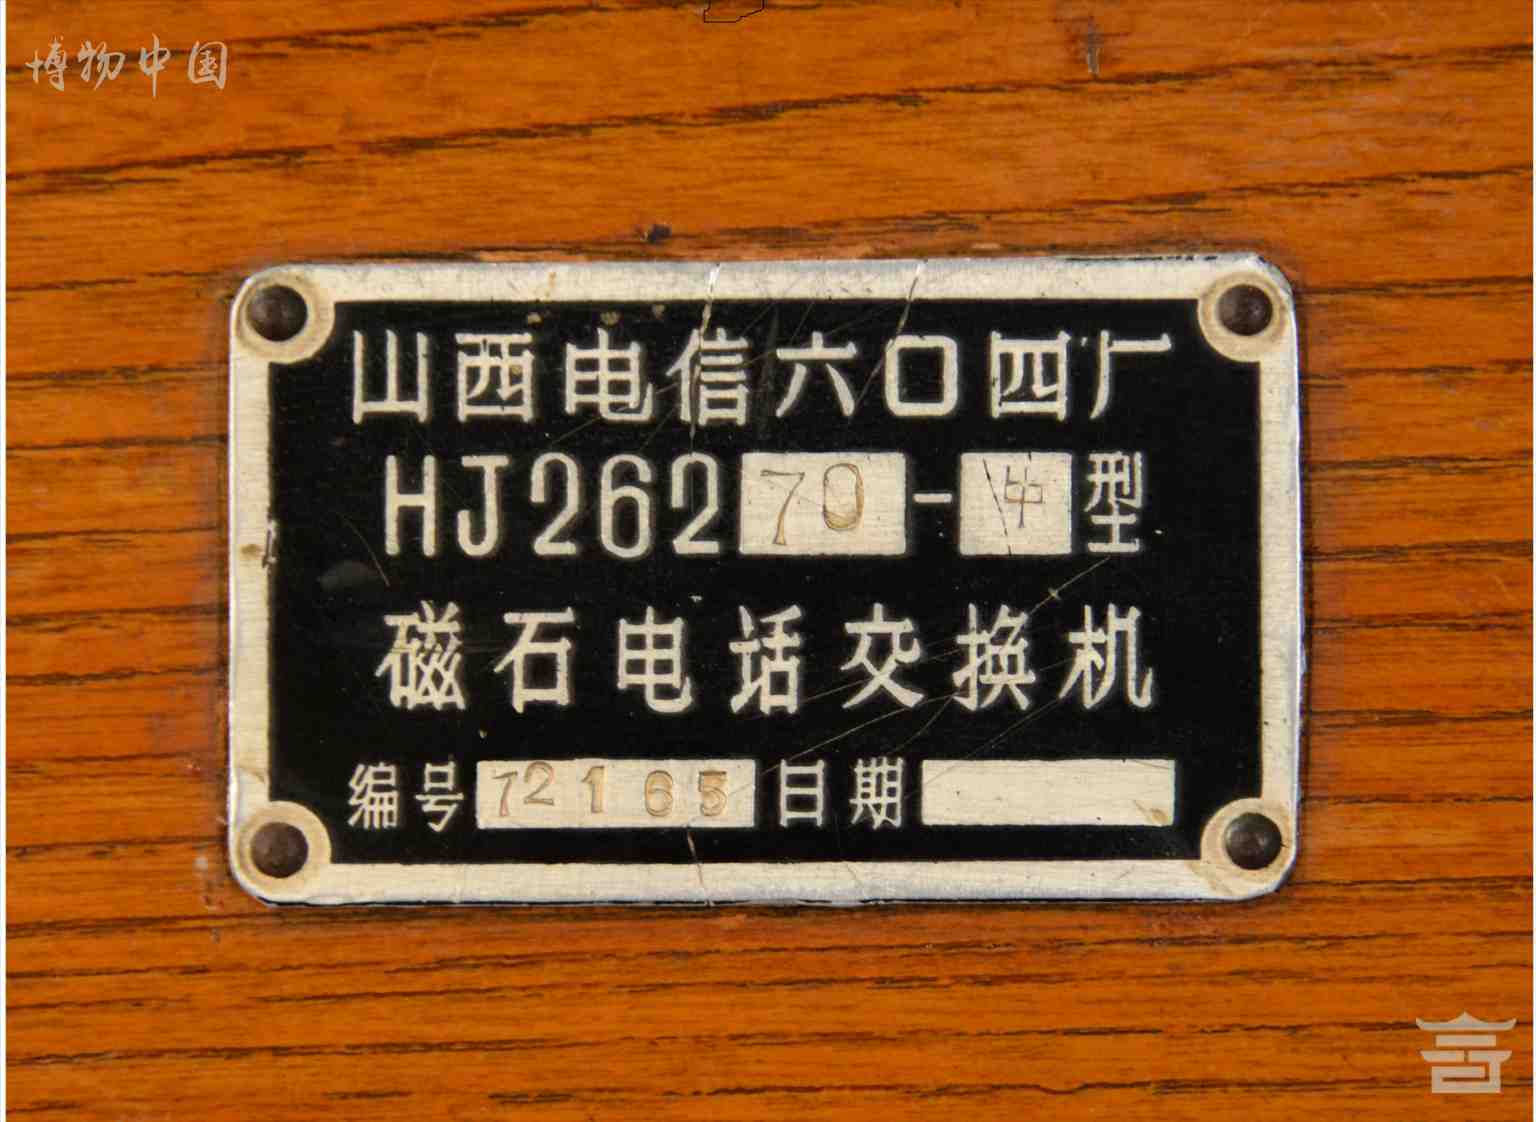 博物中国
山西电信六〇四厂
HJ262 70-中型
磁石电话交换机
编号 72165 日期